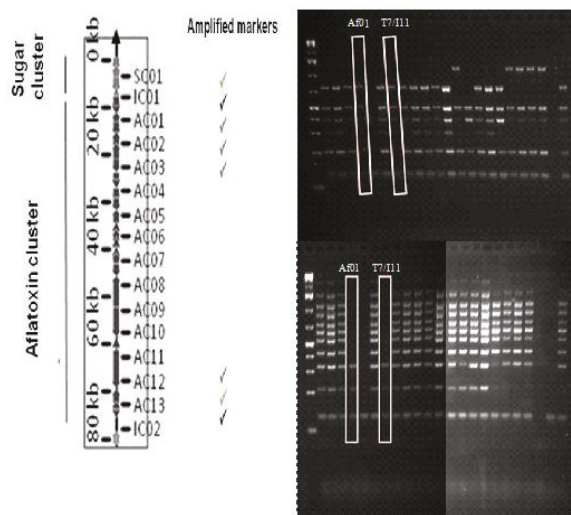 Amplified markers
Sugar cluster
Aflatoxin cluster
0 kb
20 kb
40 kb
60 kb
80 kb
SC01
IC01
AC01
AC02
AC03
AC04
AC05
AC06
AC07
AC08
AC09
AC10
AC11
AC12
AC13
IC02
Af01
T7/I11
Af01
T7/I11